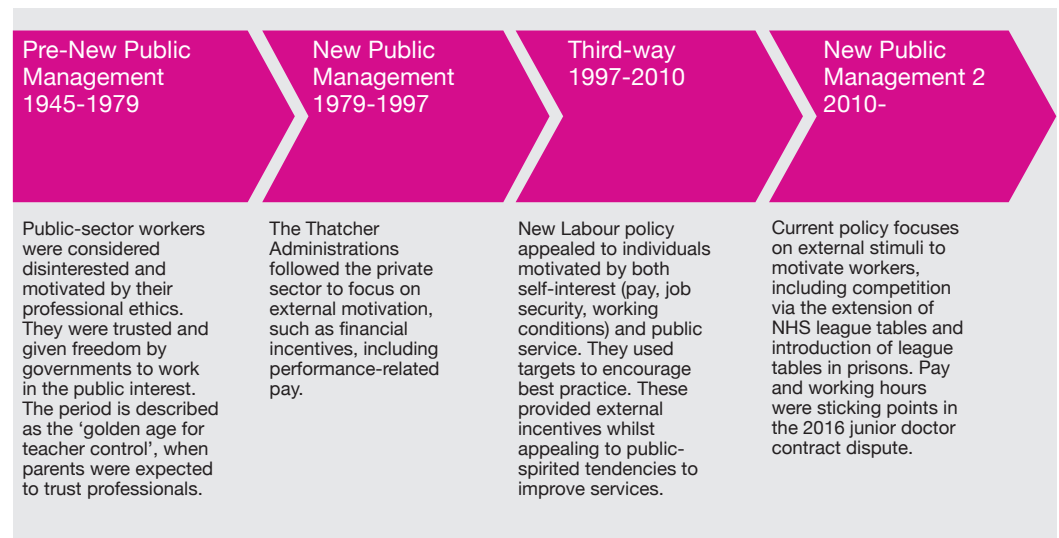 Pre-New Public
Management
1945-1979
New Public
Management
1979-1997
Third-way
1997-2010
New Public
Management 2
2010-
Public-sector workers
were considered
disinterested and
motivated by their
professional ethics.
They were trusted and
given freedom by
governments to work
in the public interest.
The period is described
as the ‘golden age for
teacher control’, when
parents were expected
to trust professionals.
The Thatcher
Administrations
followed the private
sector to focus on
external motivation,
such as financial
incentives, including
performance-related
pay.
New Labour policy
appealed to individuals
motivated by both
self-interest (pay, job
security, working
conditions) and public
service. They used
targets to encourage
best practice. These
provided external
incentives whilst
appealing to public-
spirited tendencies to
improve services.
Current policy focuses
on external stimuli to
motivate workers,
including competition
via the extension of
NHS league tables and
introduction of league
tables in prisons. Pay
and working hours
were sticking points in
the 2016 junior doctor
contract dispute.